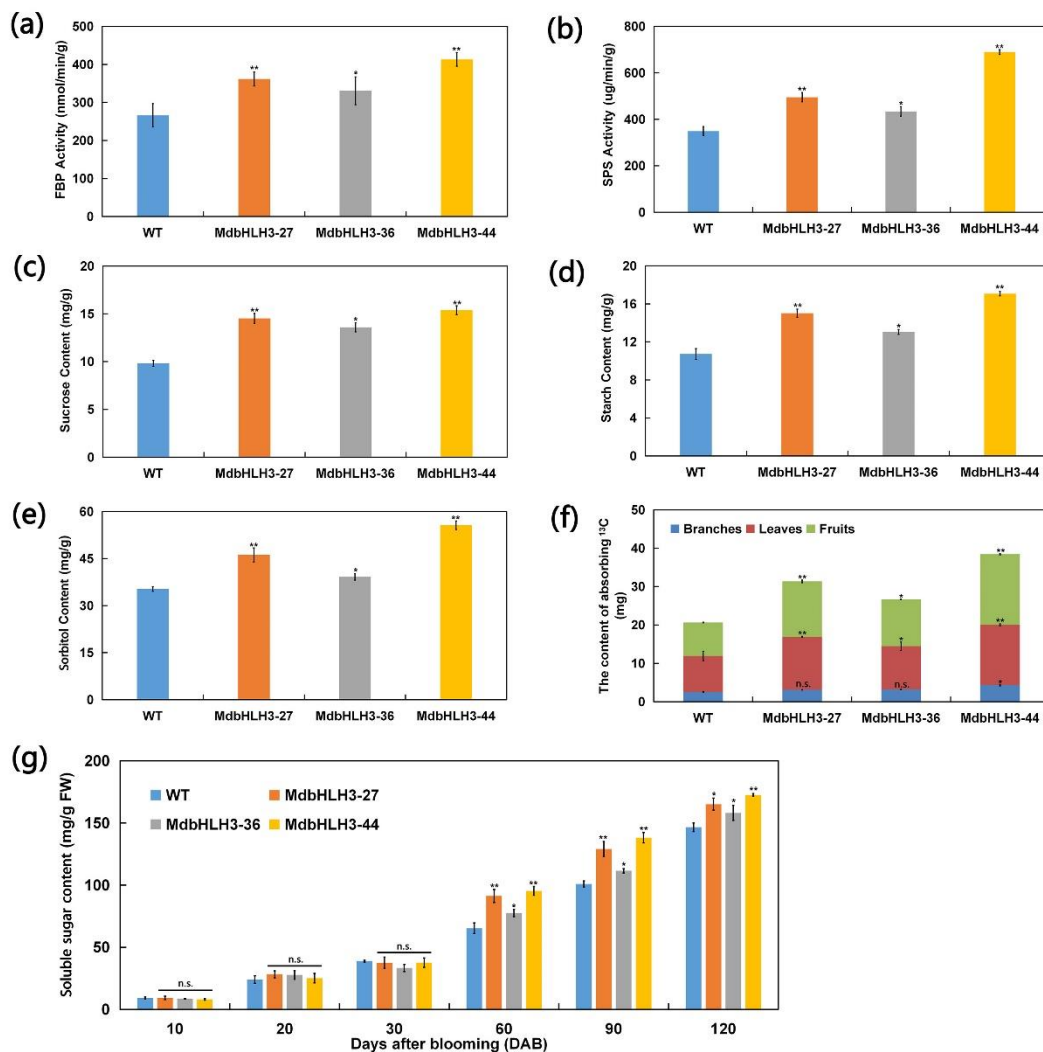 (a)
FBP Activity (nmol/min/g)
500
400
300
200
100
0
** * **
WT MdbHLH3-27 MdbHLH3-36 MdbHLH3-44
(b)
SPS Activity (ug/min/g)
800
600
400
200
0
** * **
WT MdbHLH3-27 MdbHLH3-36 MdbHLH3-44
(c)
Sucrose Content (mg/g)
20
15
10
5
0
** * **
WT MdbHLH3-27 MdbHLH3-36 MdbHLH3-44
(d)
Starch Content (mg/g)
20
16
12
8
4
0
** * **
WT MdbHLH3-27 MdbHLH3-36 MdbHLH3-44
(e)
Sorbitol Content (mg/g)
60
45
30
15
0
** * **
WT MdbHLH3-27 MdbHLH3-36 MdbHLH3-44
(f)
The content of absorbing ¹³C
(mg)
50
40
30
20
10
0
Branches Leaves Fruits
** * **
** * **
n.s. n.s. *
WT MdbHLH3-27 MdbHLH3-36 MdbHLH3-44
(g)
Soluble sugar content (mg/g FW)
200
150
100
50
0
WT MdbHLH3-27
MdbHLH3-36 MdbHLH3-44
n.s. n.s. n.s. ** * ** ** * ** * * **
10 20 30 60 90 120
Days after blooming (DAB)